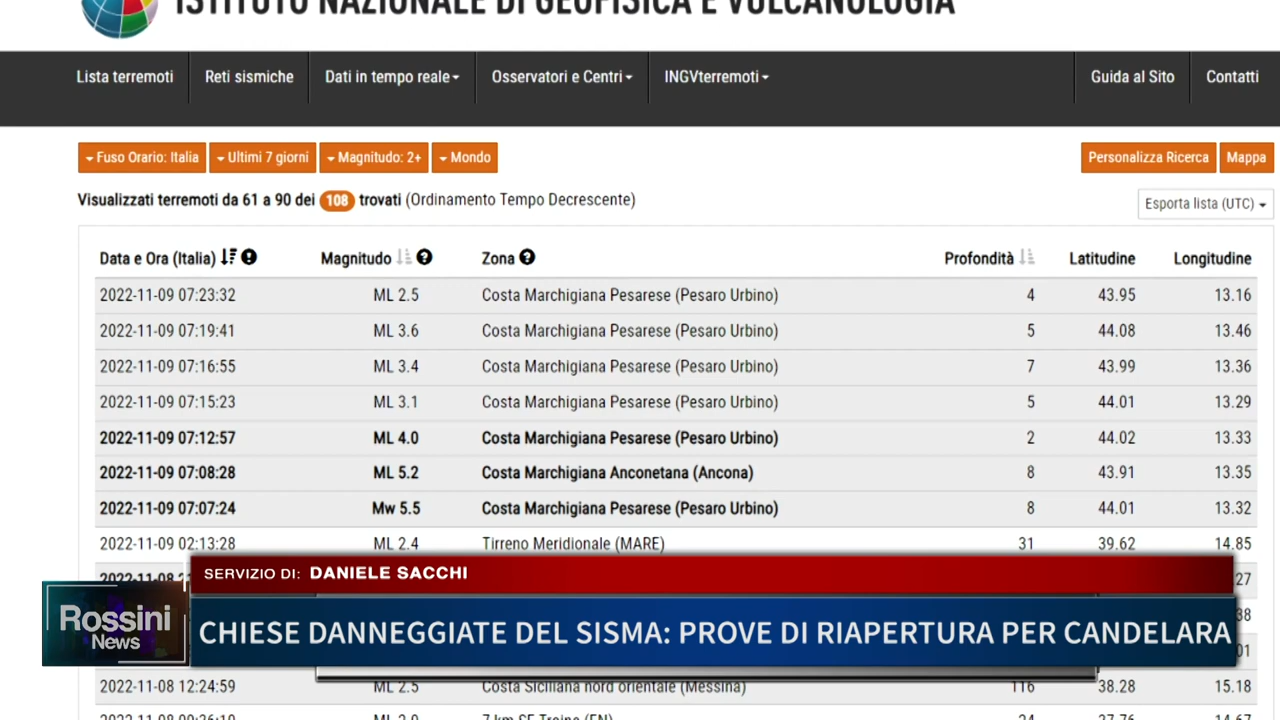 ISTITUTO NAZIONALE DI GEOFISICA E VULCANOLOGIA
Lista terremoti Reti sismiche Dati in tempo reale Osservatori e Centri INGVterremoti Guida al Sito Contatti
Fuso Orario: Italia Ultimi 7 giorni Magnitudo: 2+ Mondo Personalizza Ricerca Mappa
Visualizzati terremoti da 61 a 90 dei 108 trovati (Ordinamento Tempo Decrescente) Esporta lista (UTC)
Data e Ora (Italia) Magnitudo Zona Profondità Latitudine Longitudine
2022-11-09 07:23:32 ML 2.5 Costa Marchigiana Pesarese (Pesaro Urbino) 4 43.95 13.16
2022-11-09 07:19:41 ML 3.6 Costa Marchigiana Pesarese (Pesaro Urbino) 5 44.08 13.46
2022-11-09 07:16:55 ML 3.4 Costa Marchigiana Pesarese (Pesaro Urbino) 7 43.99 13.36
2022-11-09 07:15:23 ML 3.1 Costa Marchigiana Pesarese (Pesaro Urbino) 5 44.01 13.29
2022-11-09 07:12:57 ML 4.0 Costa Marchigiana Pesarese (Pesaro Urbino) 2 44.02 13.33
2022-11-09 07:08:28 ML 5.2 Costa Marchigiana Anconetana (Ancona) 8 43.91 13.35
2022-11-09 07:07:24 Mw 5.5 Costa Marchigiana Pesarese (Pesaro Urbino) 8 44.01 13.32
2022-11-09 02:13:28 ML 2.4 Tirreno Meridionale (MARE) 31 39.62 14.85
SERVIZIO DI: DANIELE SACCHI
2022-11-08
27
38
Rossini News
CHIESE DANNEGGIATE DEL SISMA: PROVE DI RIAPERTURA PER CANDELARA
01
2022-11-08 12:24:59 ML 2.5 Costa Siciliana nord orientale (Messina) 116 38.28 15.18